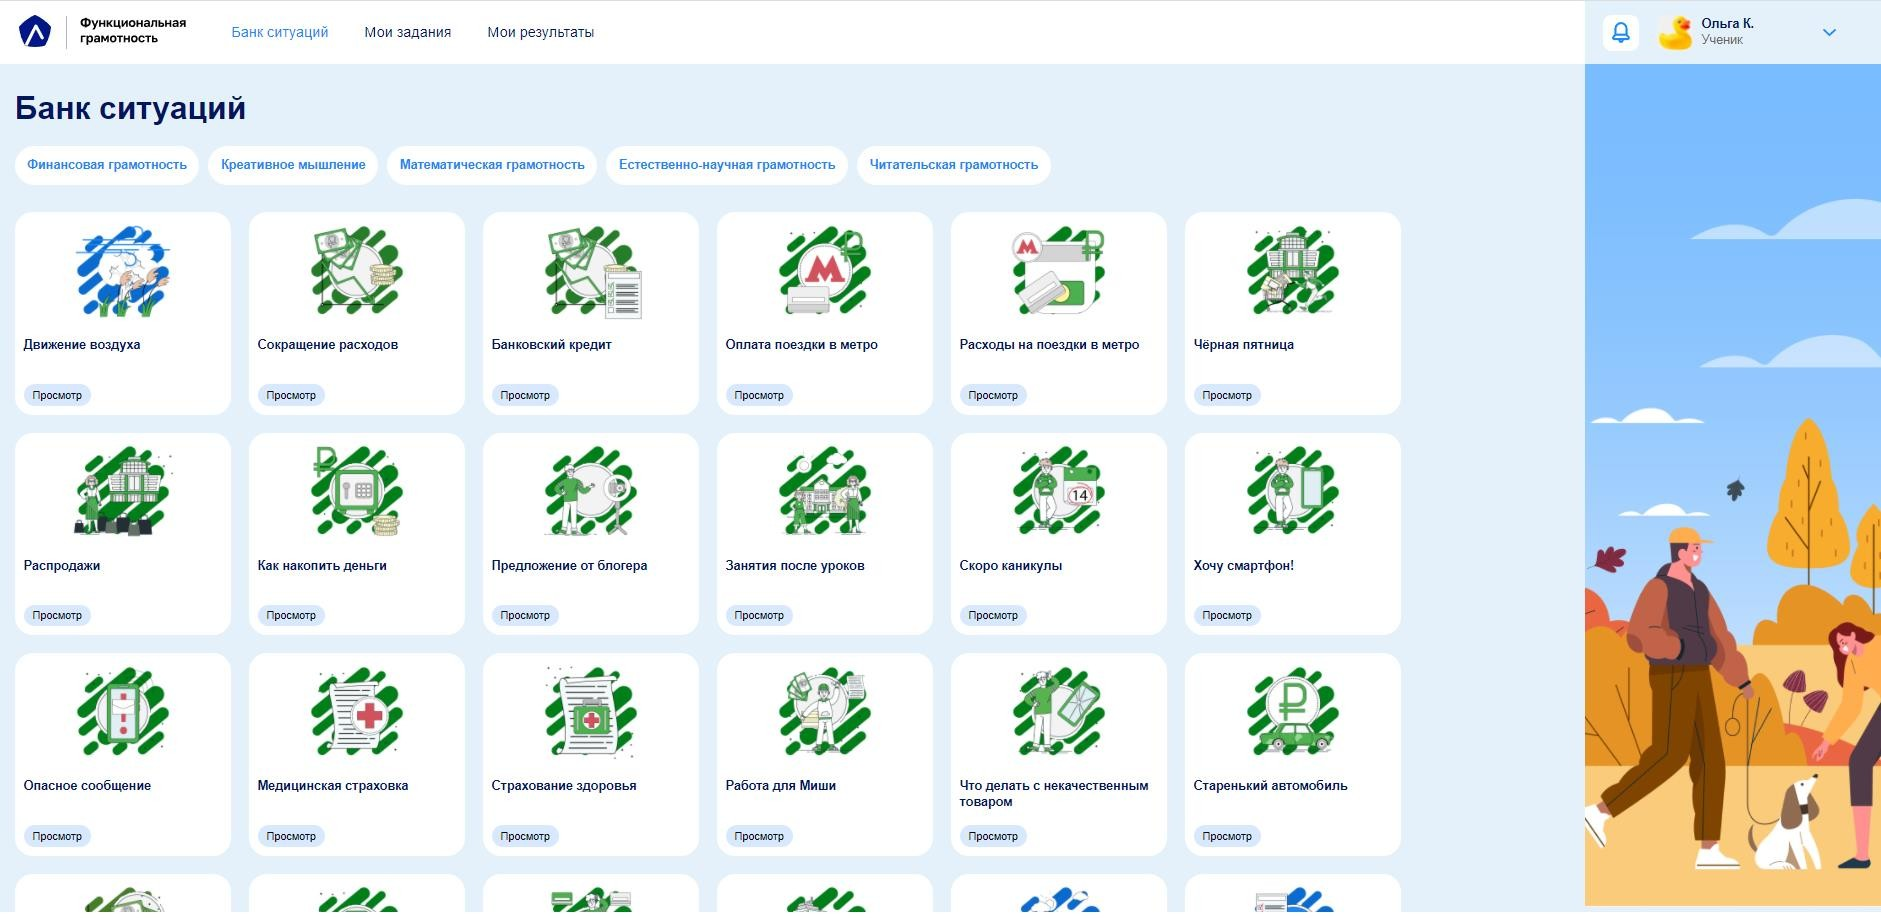 Функциональная
грамотность
Банк ситуаций
Мои задания
Мои результаты
Ольга К.
Ученик
Банк ситуаций
Финансовая грамотность
Креативное мышление
Математическая грамотность
Естественно-научная грамотность
Читательская грамотность
Движение воздуха
Просмотр
Сокращение расходов
Просмотр
Банковский кредит
Просмотр
Оплата поездки в метро
Просмотр
Расходы на поездки в метро
Просмотр
Чёрная пятница
Просмотр
Распродажи
Просмотр
Как накопить деньги
Просмотр
Предложение от блогера
Просмотр
Занятия после уроков
Просмотр
14
Скоро каникулы
Просмотр
Хочу смартфон!
Просмотр
Опасное сообщение
Просмотр
Медицинская страховка
Просмотр
Страхование здоровья
Просмотр
Работа для Миши
Просмотр
Что делать с некачественным
товаром
Просмотр
Старенький автомобиль
Просмотр